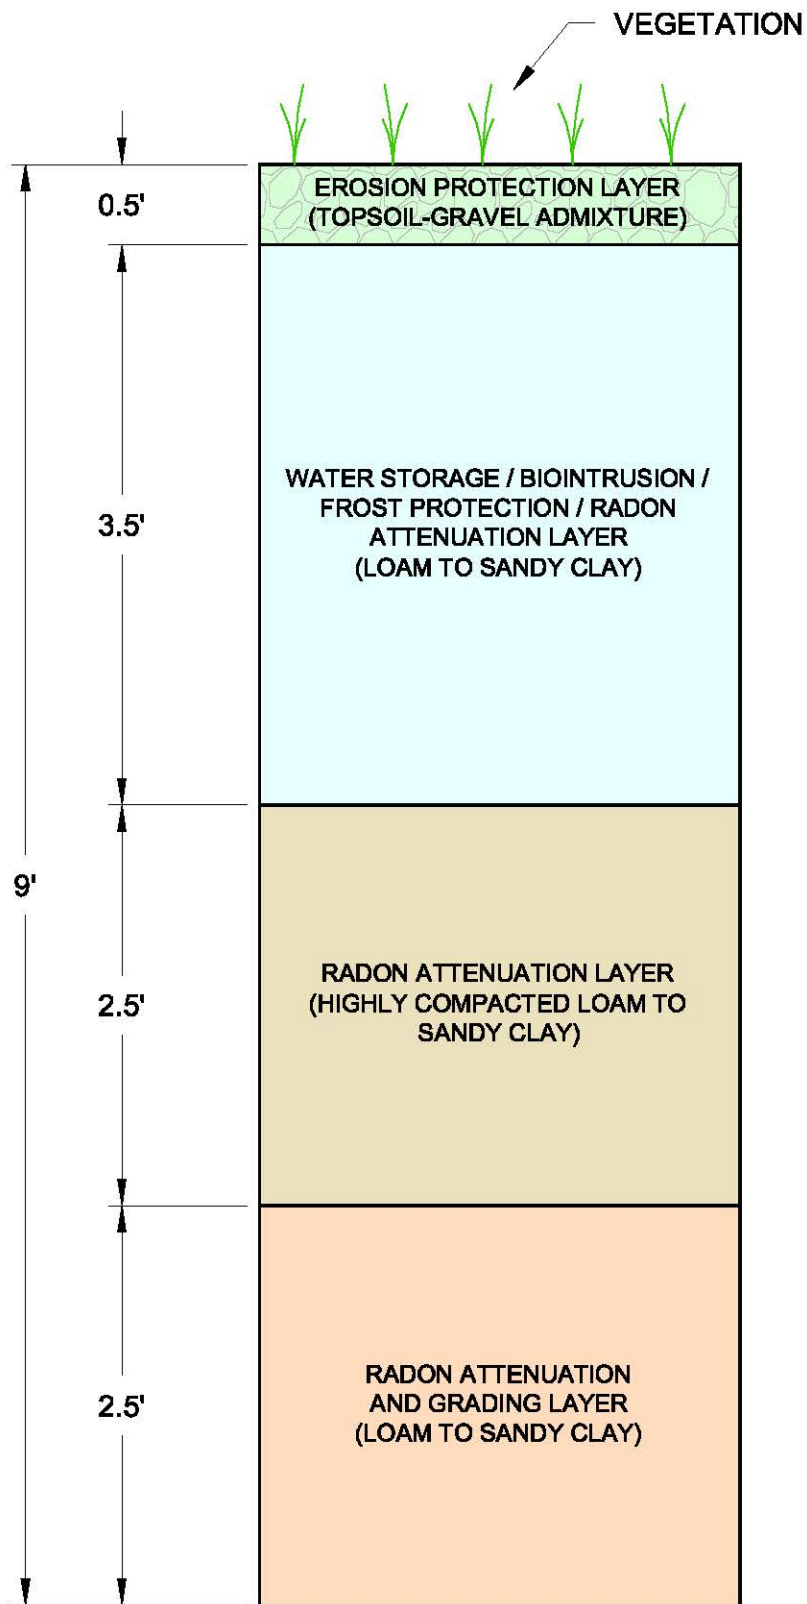 VEGETATION
0.5'
EROSION PROTECTION LAYER
(TOPSOIL-GRAVEL ADMIXTURE)
3.5'
WATER STORAGE / BIOINTRUSION /
FROST PROTECTION / RADON
ATTENUATION LAYER
(LOAM TO SANDY CLAY)
9'
2.5'
RADON ATTENUATION LAYER
(HIGHLY COMPACTED LOAM TO
SANDY CLAY)
2.5'
RADON ATTENUATION
AND GRADING LAYER
(LOAM TO SANDY CLAY)